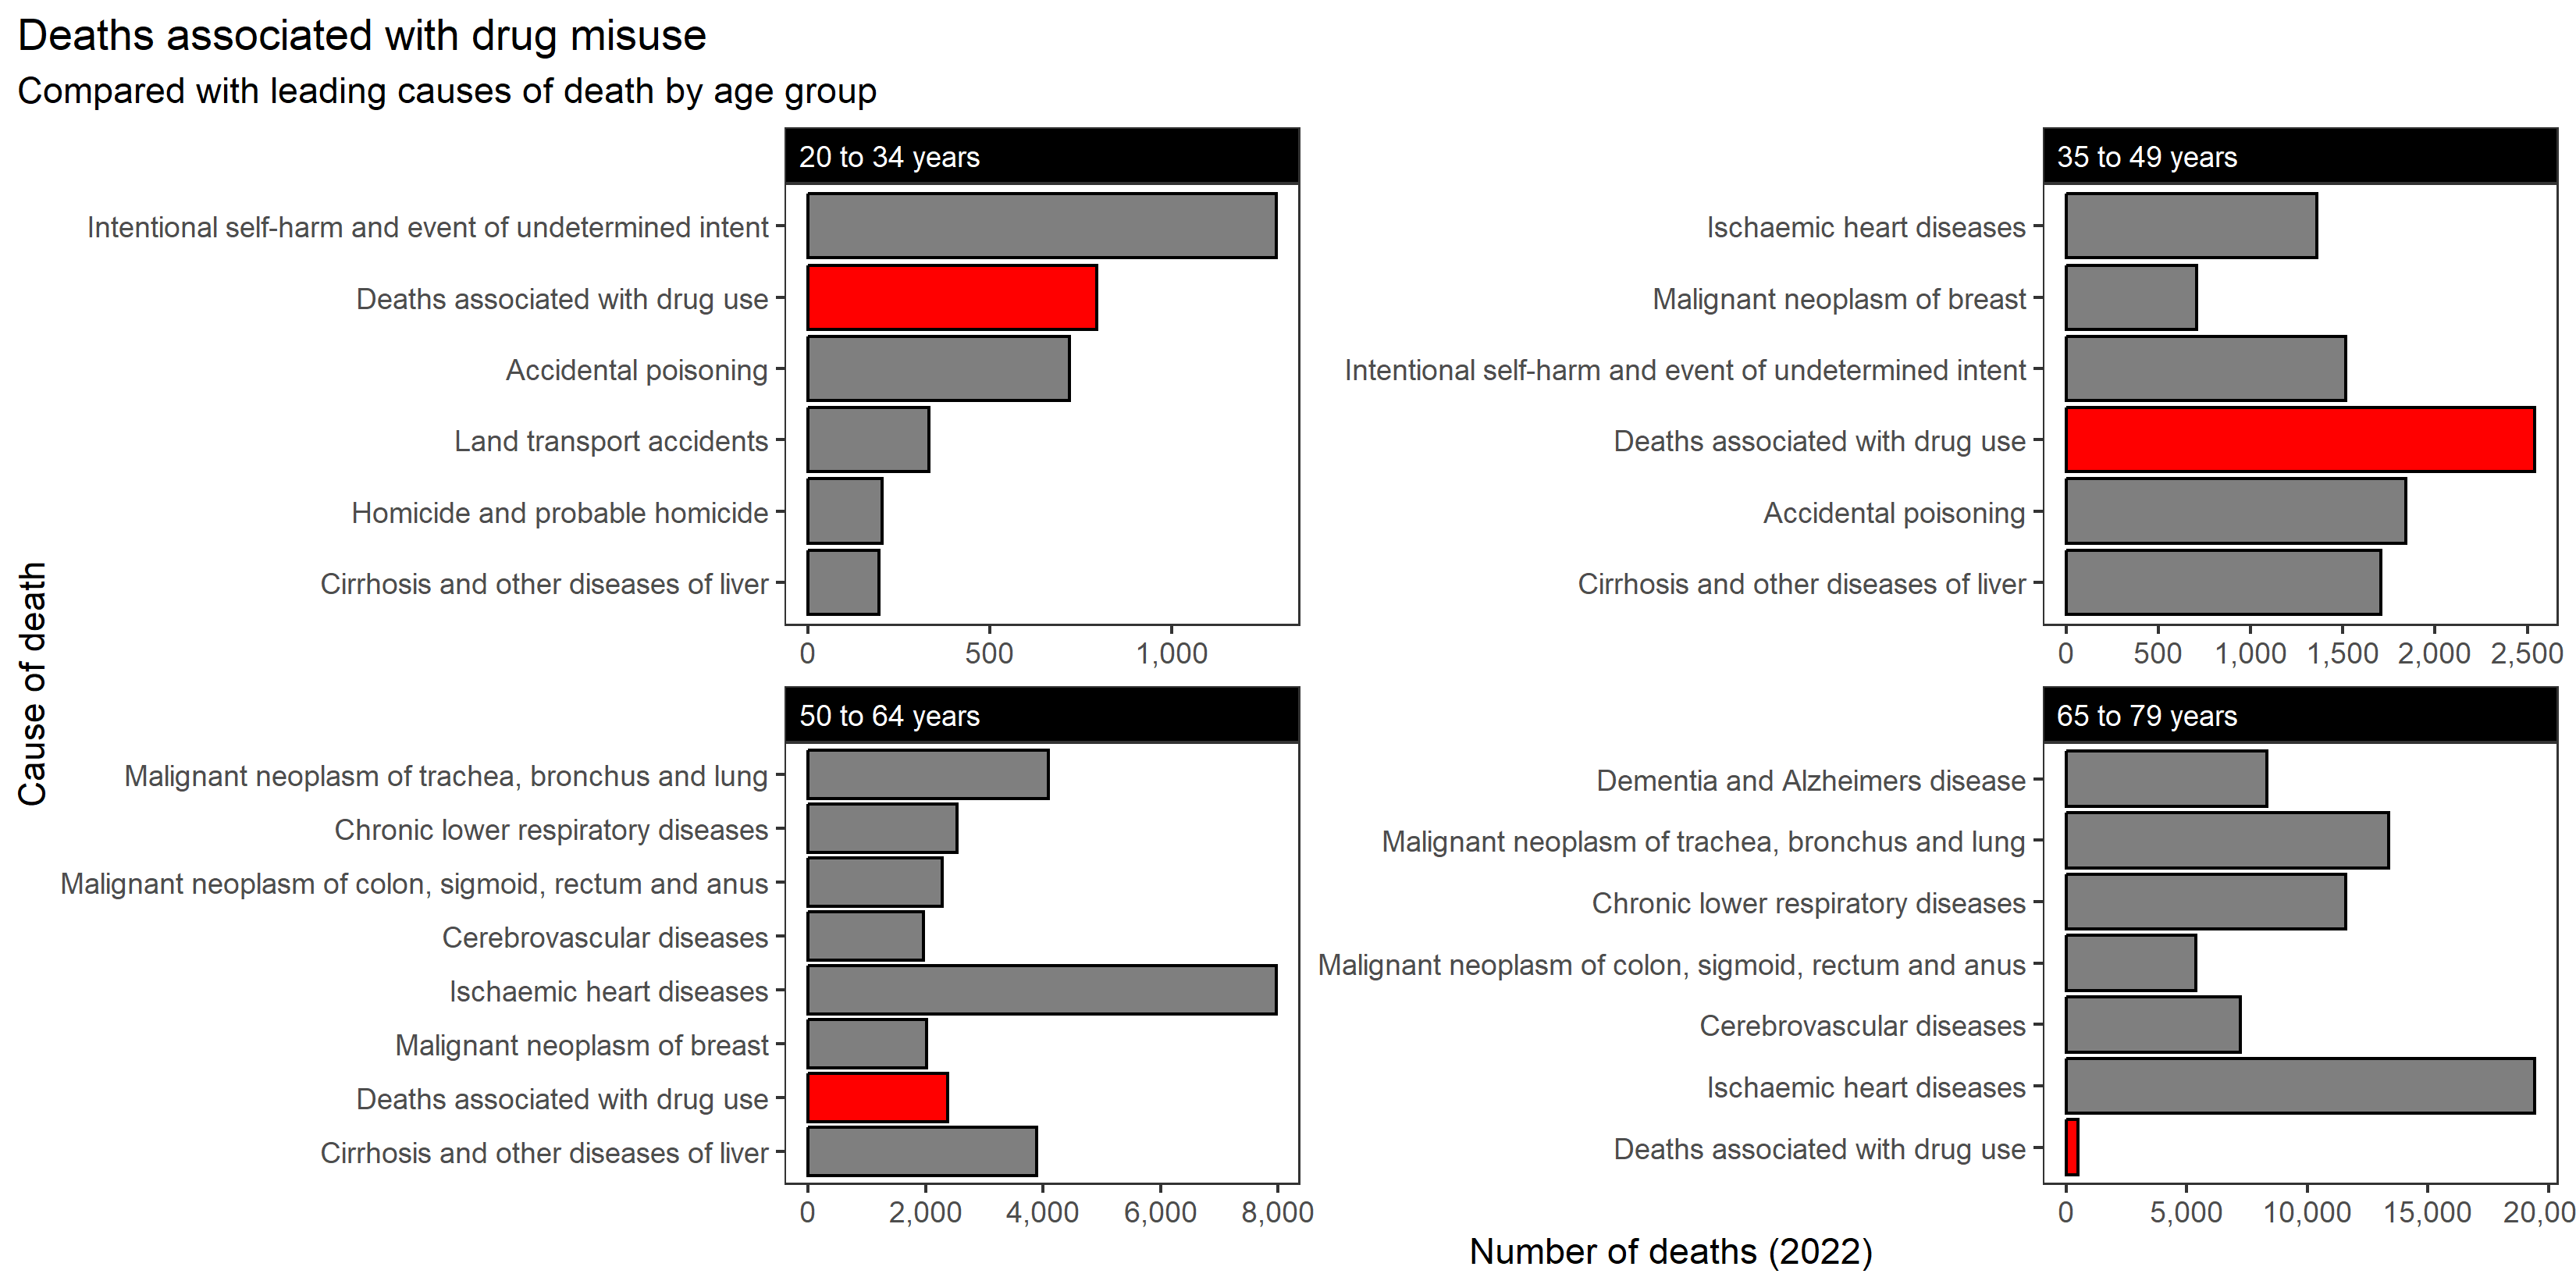 Deaths associated with drug misuse
Compared with leading causes of death by age group
Cause of death
20 to 34 years
Intentional self-harm and event of undetermined intent
Deaths associated with drug use
Accidental poisoning
Land transport accidents
Homicide and probable homicide
Cirrhosis and other diseases of liver
0 500 1,000
35 to 49 years
Ischaemic heart diseases
Malignant neoplasm of breast
Intentional self-harm and event of undetermined intent
Deaths associated with drug use
Accidental poisoning
Cirrhosis and other diseases of liver
0 500 1,000 1,500 2,000 2,500
50 to 64 years
Malignant neoplasm of trachea, bronchus and lung
Chronic lower respiratory diseases
Malignant neoplasm of colon, sigmoid, rectum and anus
Cerebrovascular diseases
Ischaemic heart diseases
Malignant neoplasm of breast
Deaths associated with drug use
Cirrhosis and other diseases of liver
0 2,000 4,000 6,000 8,000
65 to 79 years
Dementia and Alzheimers disease
Malignant neoplasm of trachea, bronchus and lung
Chronic lower respiratory diseases
Malignant neoplasm of colon, sigmoid, rectum and anus
Cerebrovascular diseases
Ischaemic heart diseases
Deaths associated with drug use
0 5,000 10,000 15,000 20,00
Number of deaths (2022)